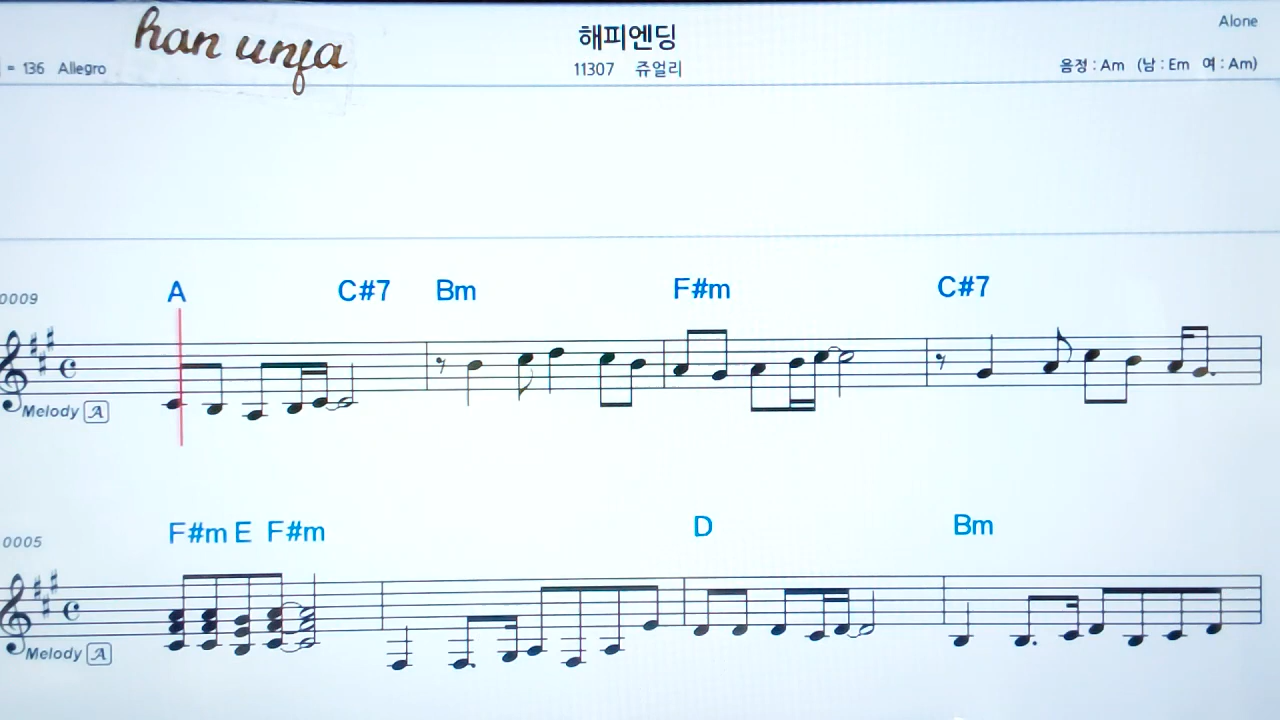 han unja
해피엔딩
Alone
= 136 Allegro
11307 쥬얼리
음정 : Am (남 : Em 여 : Am)
0009
A C#7 Bm F#m C#7
Melody A
0005
F#m E F#m D Bm
Melody A